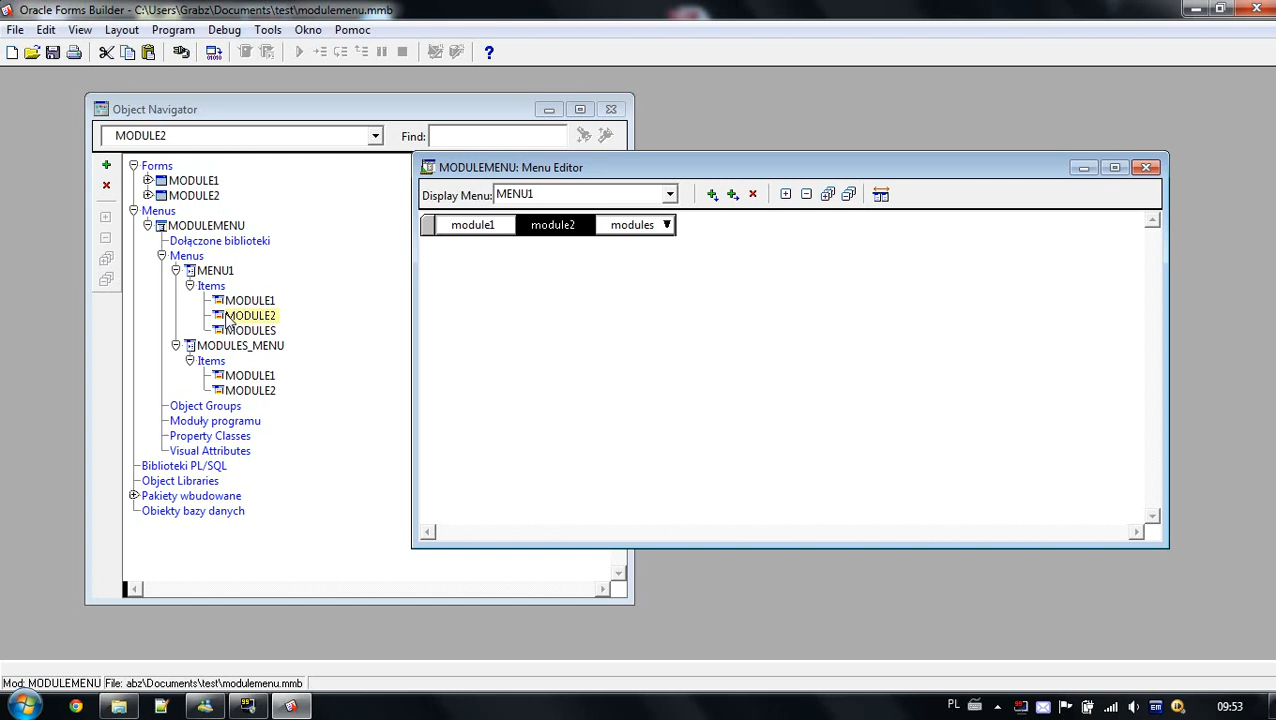 Oracle Forms Builder - C:\Users\Grabz\Documents\test\modulemenu.mmb
File Edit View Layout Program Debug Tools Okno Pomoc
Object Navigator
MODULE2 Find:
Forms
MODULE1
MODULE2
Menus
MODULEMENU
Dołączone biblioteki
Menus
MENU1
Items
MODULE1
MODULE2
MODULES
MODULES_MENU
Items
MODULE1
MODULE2
Object Groups
Moduły programu
Property Classes
Visual Attributes
Biblioteki PL/SQL
Object Libraries
Pakiety wbudowane
Obiekty bazy danych
MODULEMENU: Menu Editor
Display Menu: MENU1
module1 module2 modules
Mod: MODULEMENU File: abz\Documents\test\modulemenu.mmb
PL 09:53